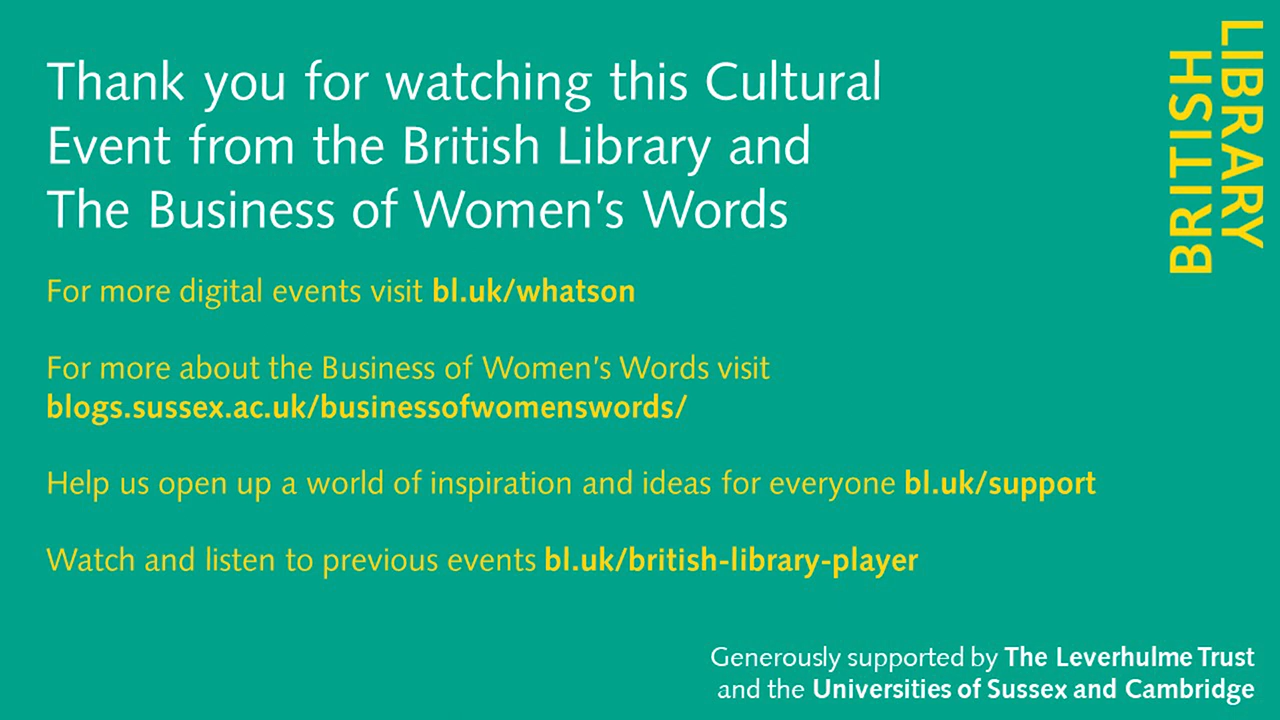 Thank you for watching this Cultural
Event from the British Library and
The Business of Women's Words
For more digital events visit bl.uk/whatson
For more about the Business of Women's Words visit
blogs.sussex.ac.uk/businessofwomenswords/
Help us open up a world of inspiration and ideas for everyone bl.uk/support
Watch and listen to previous events bl.uk/british-library-player
Generously supported by The Leverhulme Trust
and the Universities of Sussex and Cambridge
BRITISH
LIBRARY